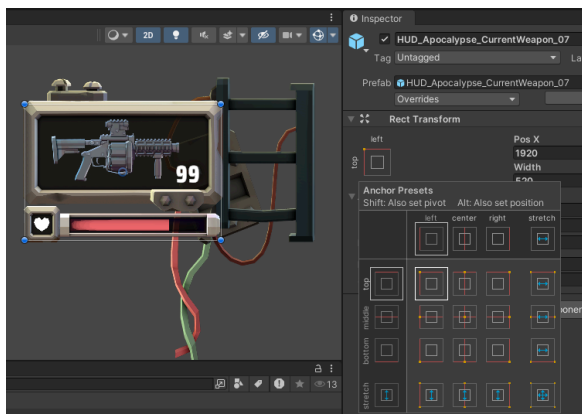 Inspector
2D
HUD_Apocalypse_CurrentWeapon_07
Tag Untagged La
Prefab HUD_Apocalypse_CurrentWeapon_07
Overrides
Rect Transform
left Pos X
top 1920
Width
Anchor Presets
Shift: Also set pivot Alt: Also set position
left center right stretch
top
middle
bottom
stretch
99
13